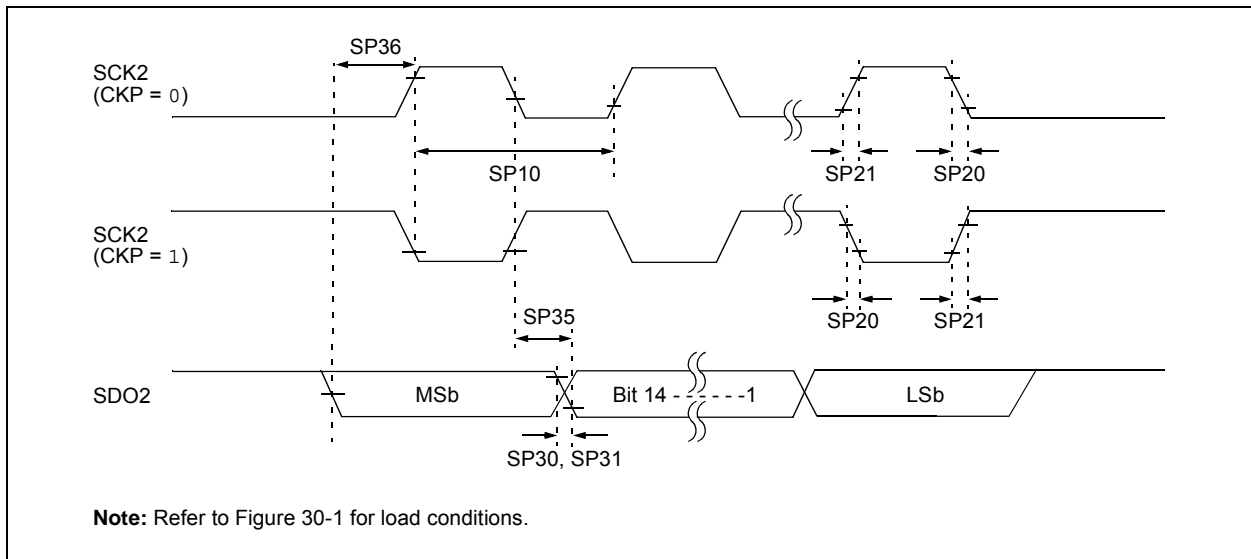 SP36
SCK2
(CKP = 0)
SP10
SP21
SP20
SCK2
(CKP = 1)
SP35
SP20
SP21
SDO2
MSb
Bit 14 - - - - - -1
LSb
SP30, SP31
Note: Refer to Figure 30-1 for load conditions.